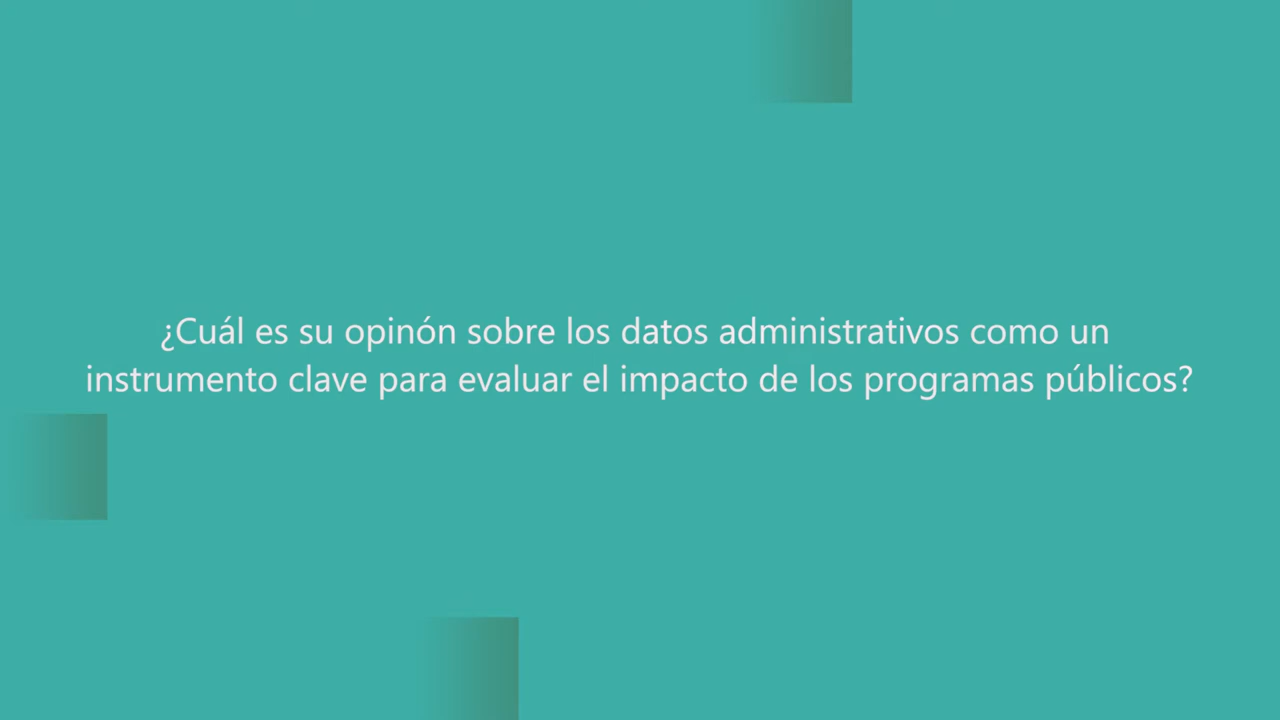 ¿Cuál es su opinón sobre los datos administrativos como un
instrumento clave para evaluar el impacto de los programas públicos?